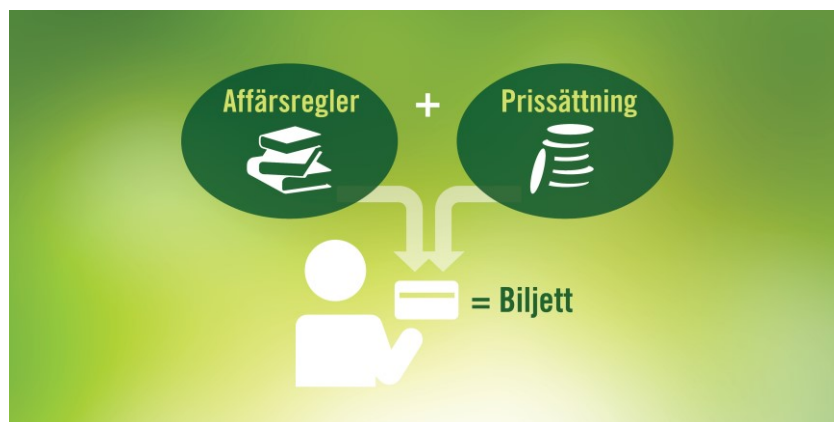 Affärsregler + Prissättning
= Biljett